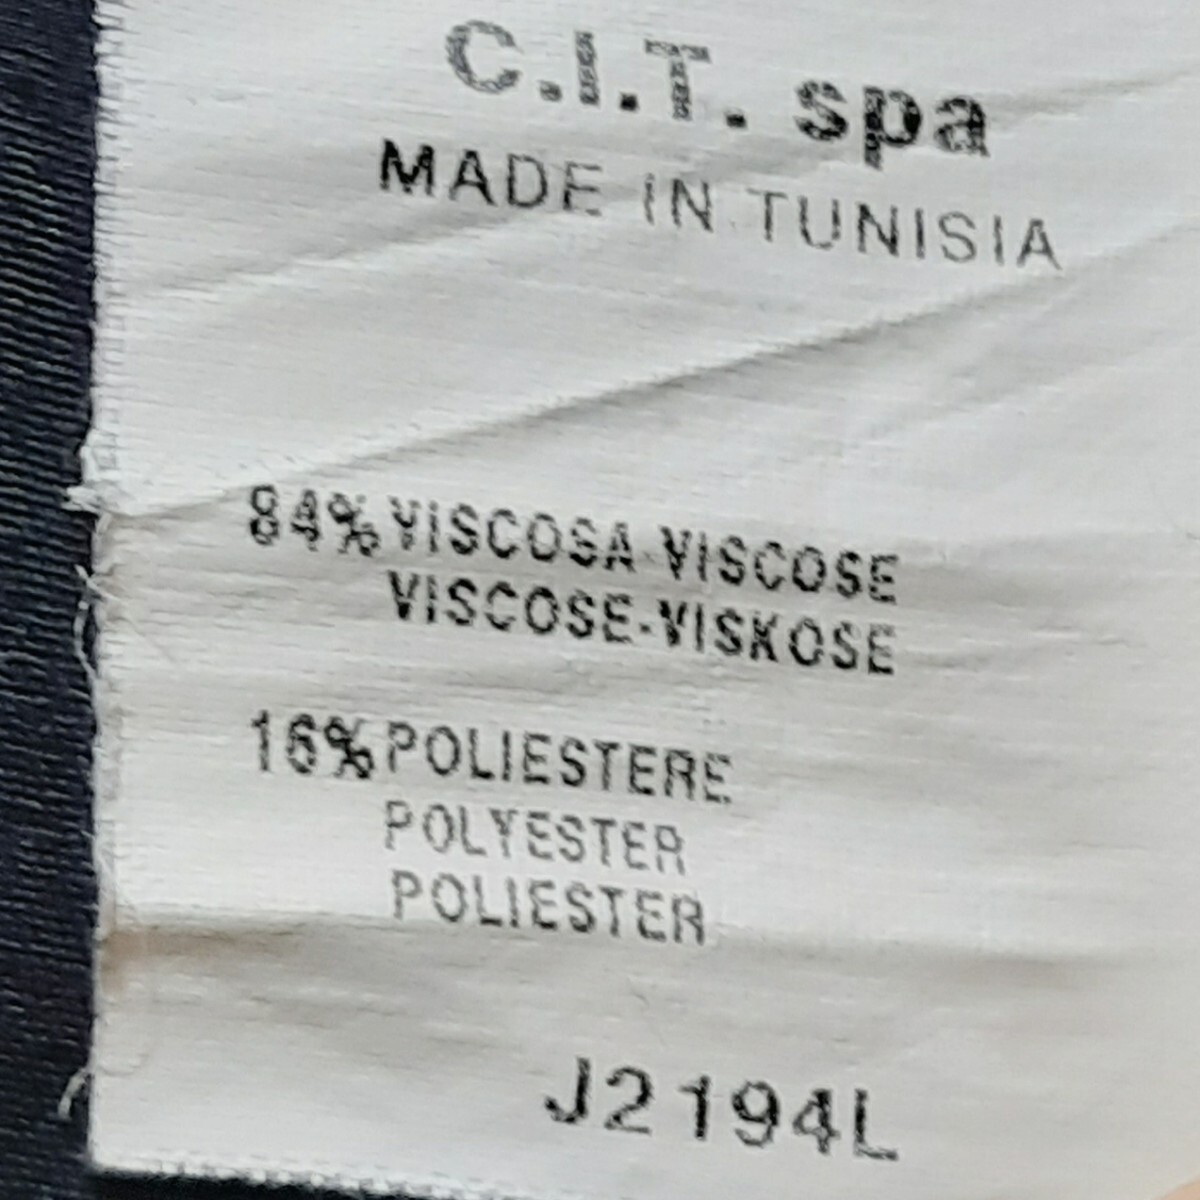 C.I.T. spa
MADE IN TUNISIA
84% VISCOSA-VISCOSE
VISCOSE-VISKOSE
16% POLIESTERE
POLYESTER
POLIESTER
J2194L